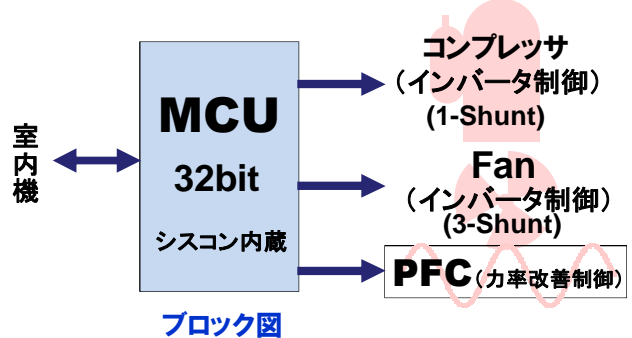 室内機
MCU
32bit
シスコン内蔵
コンプレッサ
（インバータ制御）
(1-Shunt)
Fan
（インバータ制御）
(3-Shunt)
PFC（力率改善制御）
ブロック図